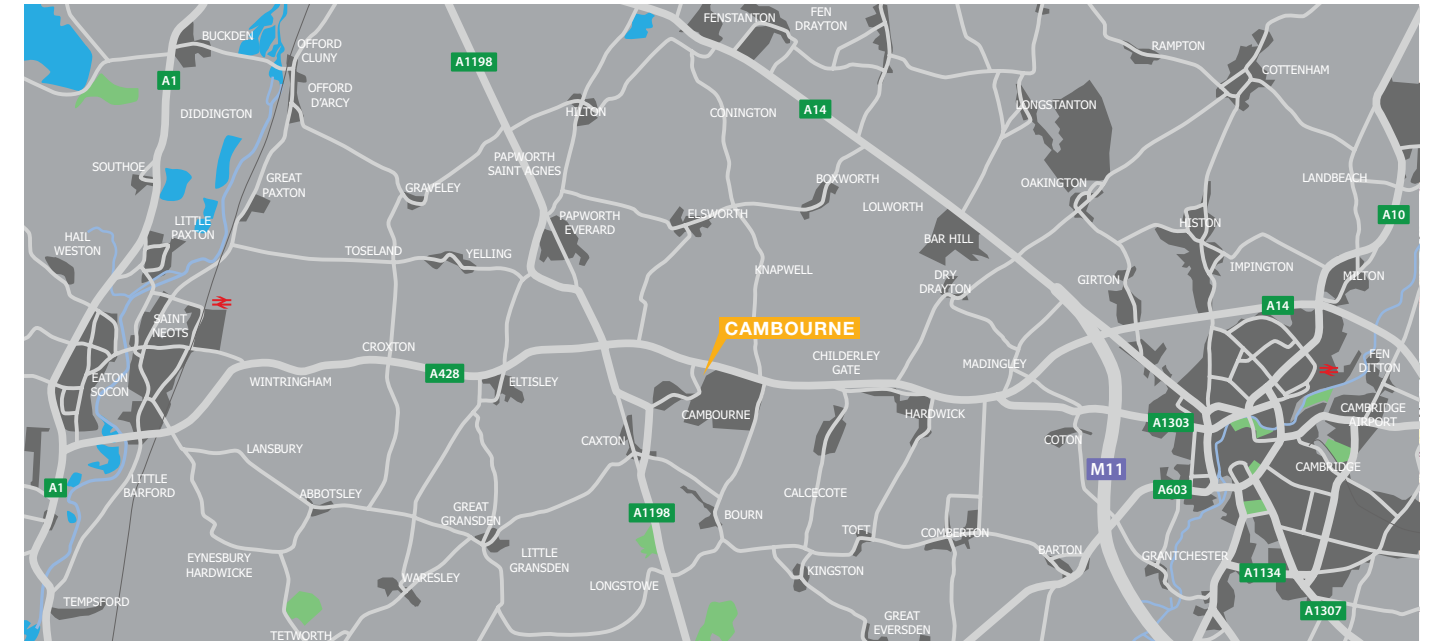 BUCKDEN
OFFORD
CLUNY
A1198
FENSTANTON
FEN
DRAYTON
RAMPTON
COTTENHAM
A1
OFFORD
D'ARCY
DIDDINGTON
HILTON
CONINGTON
A14
LONGSTANTON
SOUTHOE
GREAT
PAXTON
GRAVELEY
PAPWORTH
SAINT AGNES
BOXWORTH
LOLWORTH
OAKINGTON
LANDBEACH
A10
HAIL
WESTON
LITTLE
PAXTON
TOSELAND
YELLING
PAPWORTH
EVERARD
ELSWORTH
BAR HILL
HISTON
KNAPWELL
DRY
DRAYTON
GIRTON
IMPINGTON
MILTON
A14
SAINT
NEOTS
CROXTON
CAMBOURNE
CHILDERLEY
GATE
MADINGLEY
FEN
DITTON
EATON
SOCON
WINTRINGHAM
A428
ELTISLEY
CAMBOURNE
HARDWICK
A1303
CAMBRIDGE
AIRPORT
LANSBURY
CAXTON
COTON
M11
CAMBRIDGE
A1
LITTLE
BARFORD
ABBOTSLEY
GREAT
GRANSDEN
A1198
BOURN
CALCECOTE
A603
TOFT
COMBERTON
EYNESBURY
HARDWICKE
WARESLEY
LITTLE
GRANSDEN
LONGSTOWE
KINGSTON
BARTON
GRANTCHESTER
A1134
TEMPSFORD
TETWORTH
GREAT
EVERSDEN
A1307